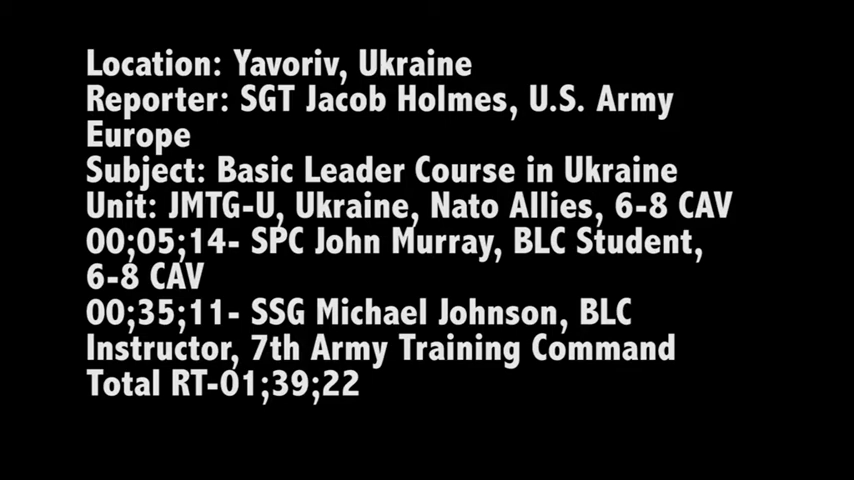 Location: Yavoriv, Ukraine
Reporter: SGT Jacob Holmes, U.S. Army
Europe
Subject: Basic Leader Course in Ukraine
Unit: JMTG-U, Ukraine, Nato Allies, 6-8 CAV
00;05;14- SPC John Murray, BLC Student,
6-8 CAV
00;35;11- SSG Michael Johnson, BLC
Instructor, 7th Army Training Command
Total RT-01;39;22